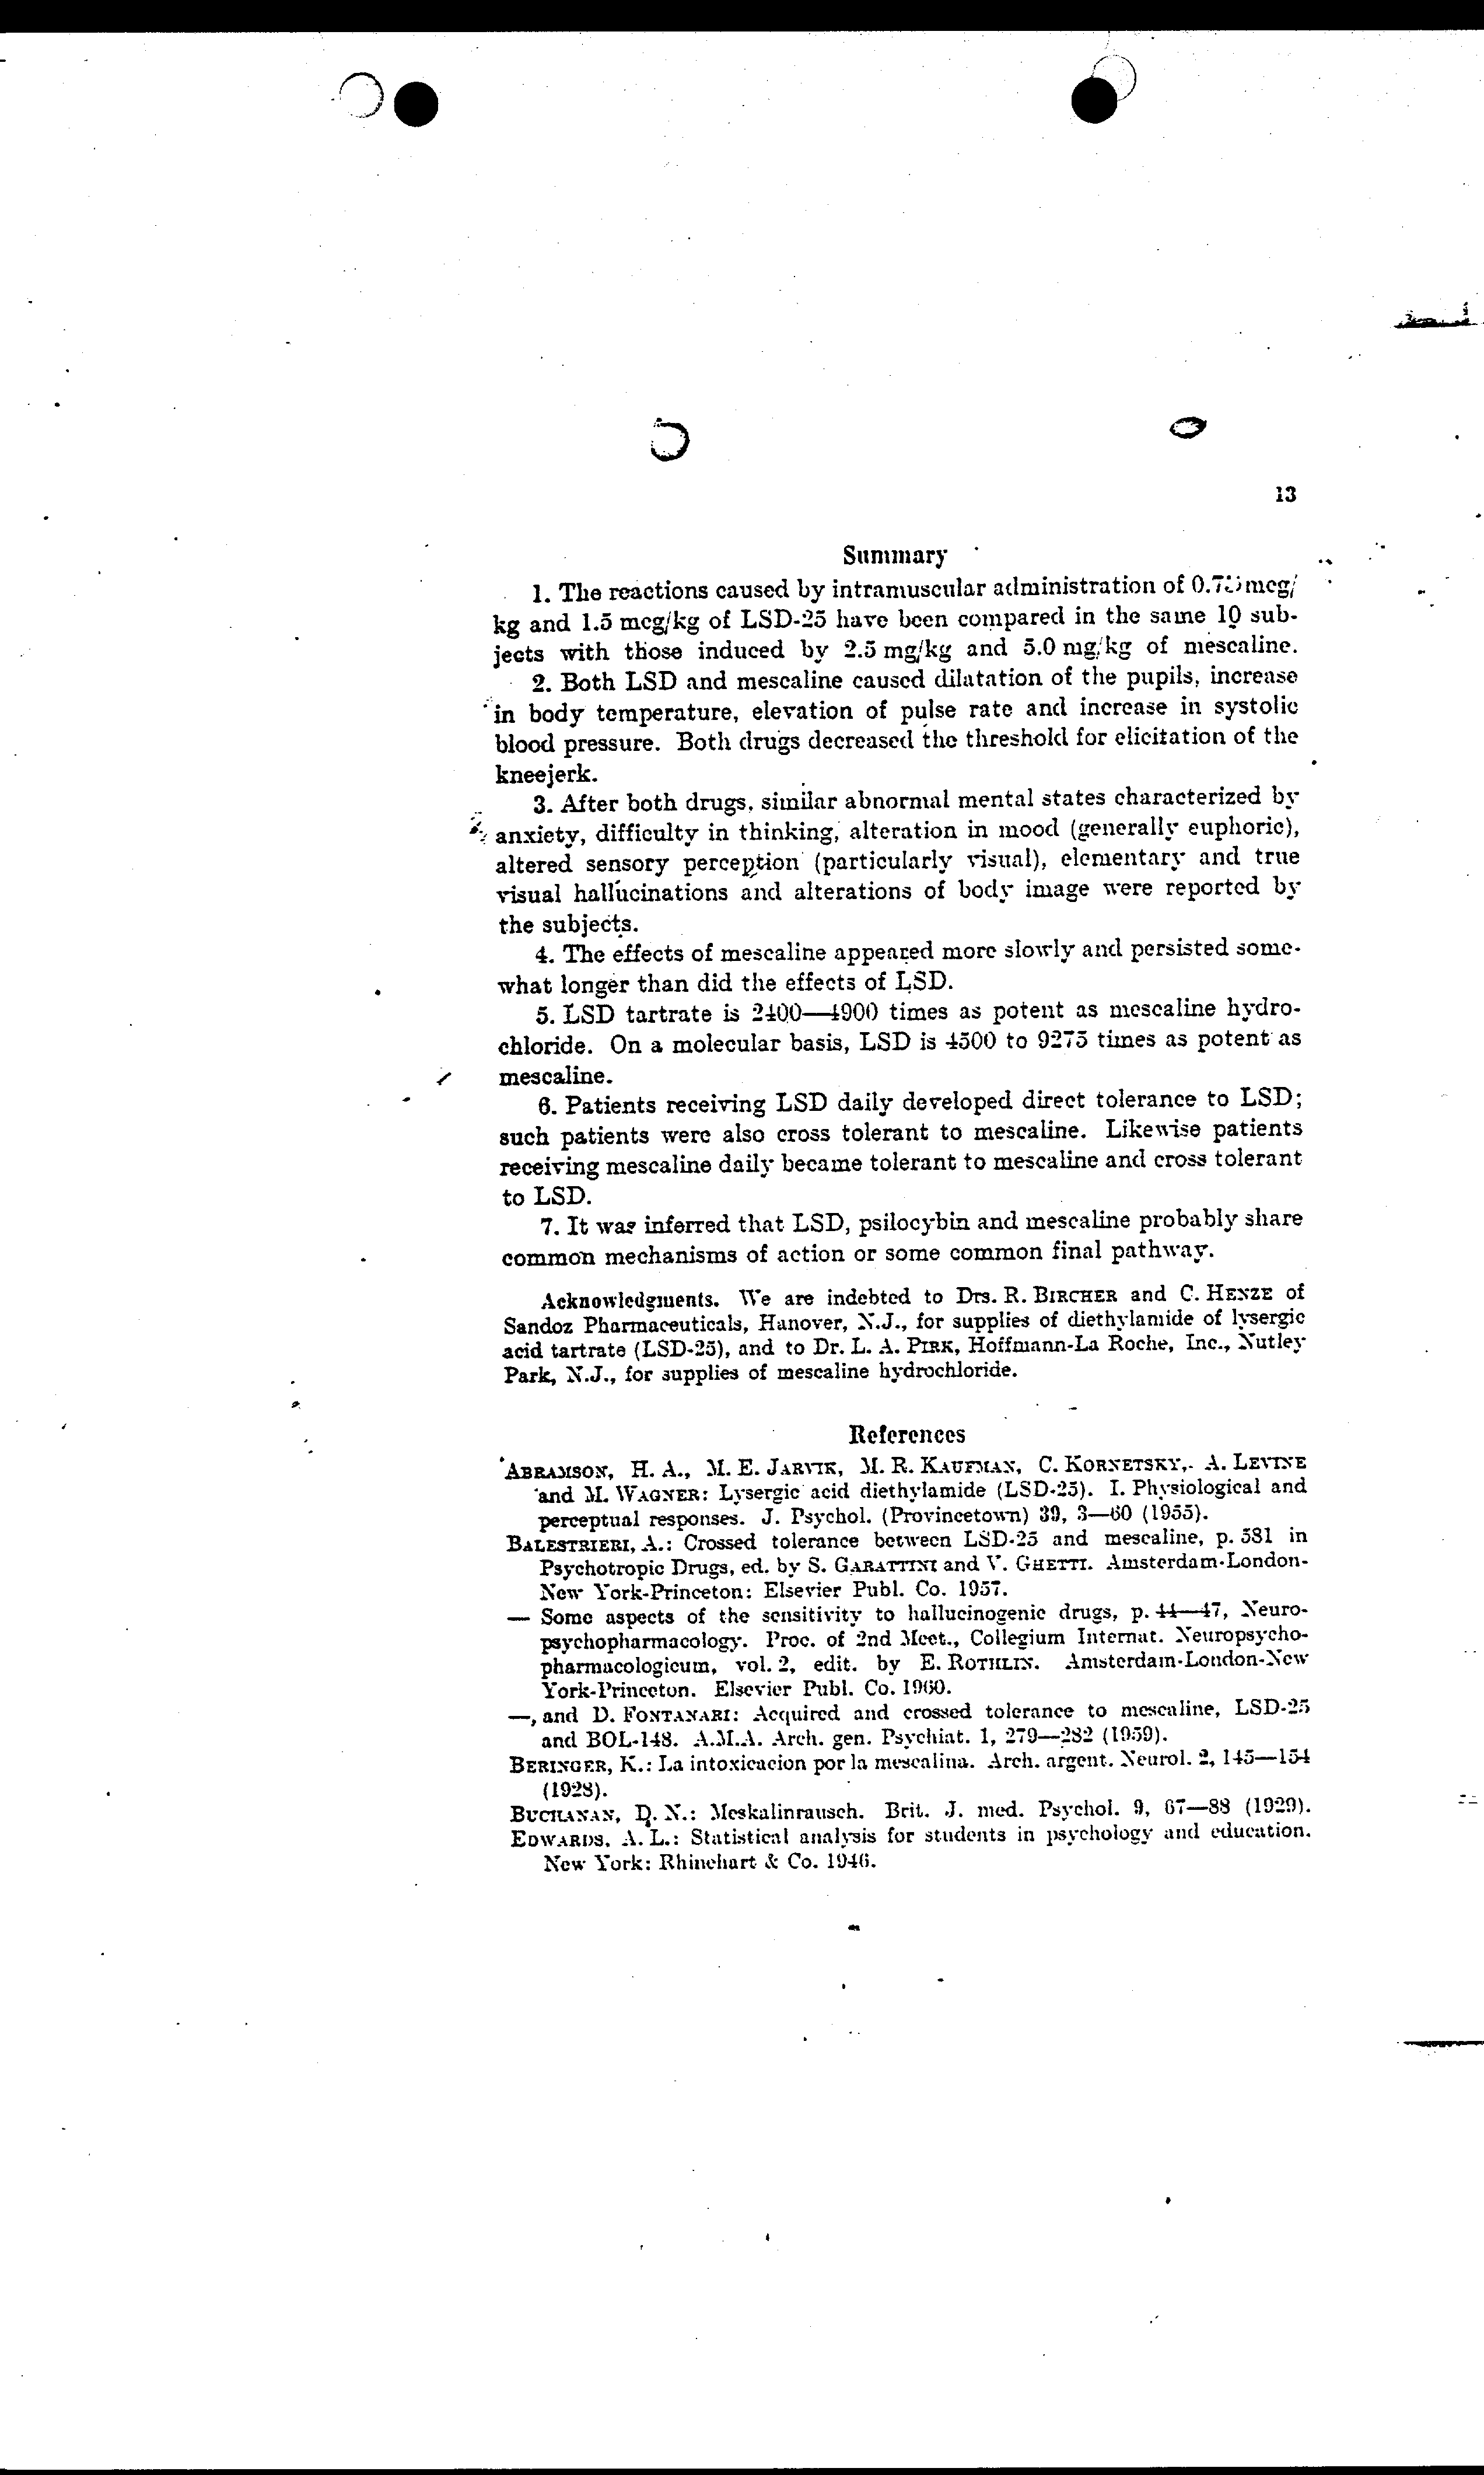 13
Summary
1. The reactions caused by intramuscular administration of 0.75 mcg/
kg and 1.5 mcg/kg of LSD-25 have been compared in the same 10 sub-
jects with those induced by 2.5 mg/kg and 5.0 mg/kg of mescaline.
2. Both LSD and mescaline caused dilatation of the pupils, increase
in body temperature, elevation of pulse rate and increase in systolic
blood pressure. Both drugs decreased the threshold for elicitation of the
kneejerk.
3. After both drugs, similar abnormal mental states characterized by
anxiety, difficulty in thinking, alteration in mood (generally euphoric),
altered sensory perception (particularly visual), elementary and true
visual hallucinations and alterations of body image were reported by
the subjects.
4. The effects of mescaline appeared more slowly and persisted some-
what longer than did the effects of LSD.
5. LSD tartrate is 2400—4900 times as potent as mescaline hydro-
chloride. On a molecular basis, LSD is 4500 to 9275 times as potent as
mescaline.
6. Patients receiving LSD daily developed direct tolerance to LSD;
such patients were also cross tolerant to mescaline. Likewise patients
receiving mescaline daily became tolerant to mescaline and cross tolerant
to LSD.
7. It was inferred that LSD, psilocybin and mescaline probably share
common mechanisms of action or some common final pathway.
Acknowledgments. We are indebted to Drs. R. BIRCHER and C. HENZE of
Sandoz Pharmaceuticals, Hanover, N.J., for supplies of diethylamide of lysergic
acid tartrate (LSD-25), and to Dr. L. A. PIRK, Hoffmann-La Roche, Inc., Nutley
Park, N.J., for supplies of mescaline hydrochloride.
References
ABRAMSON, H. A., M. E. JARVIK, M. R. KAUFMAN, C. KORNETSKY, A. LEVINE
and M. WAGNER: Lysergic acid diethylamide (LSD-25). I. Physiological and
perceptual responses. J. Psychol. (Provincetown) 39, 3—60 (1955).
BALESTRIERI, A.: Crossed tolerance between LSD-25 and mescaline, p. 581 in
Psychotropic Drugs, ed. by S. GARATTINI and V. GHETTI. Amsterdam-London-
New York-Princeton: Elsevier Publ. Co. 1957.
— Some aspects of the sensitivity to hallucinogenic drugs, p. 44—47, Neuro-
psychopharmacology. Proc. of 2nd Meet., Collegium Internat. Neuropsycho-
pharmacologicum, vol. 2, edit. by E. ROTHLIN. Amsterdam-London-New
York-Princeton. Elsevier Publ. Co. 1960.
—, and D. FONTANARI: Acquired and crossed tolerance to mescaline, LSD-25
and BOL-148. A.M.A. Arch. gen. Psychiat. 1, 279—282 (1959).
BERINGER, K.: La intoxicacion por la mescalina. Arch. argent. Neurol. 2, 145—154
(1928).
BUCHANAN, D. N.: Meskalinrausch. Brit. J. med. Psychol. 9, 67—88 (1929).
EDWARDS, A. L.: Statistical analysis for students in psychology and education.
New York: Rhinehart & Co. 1946.